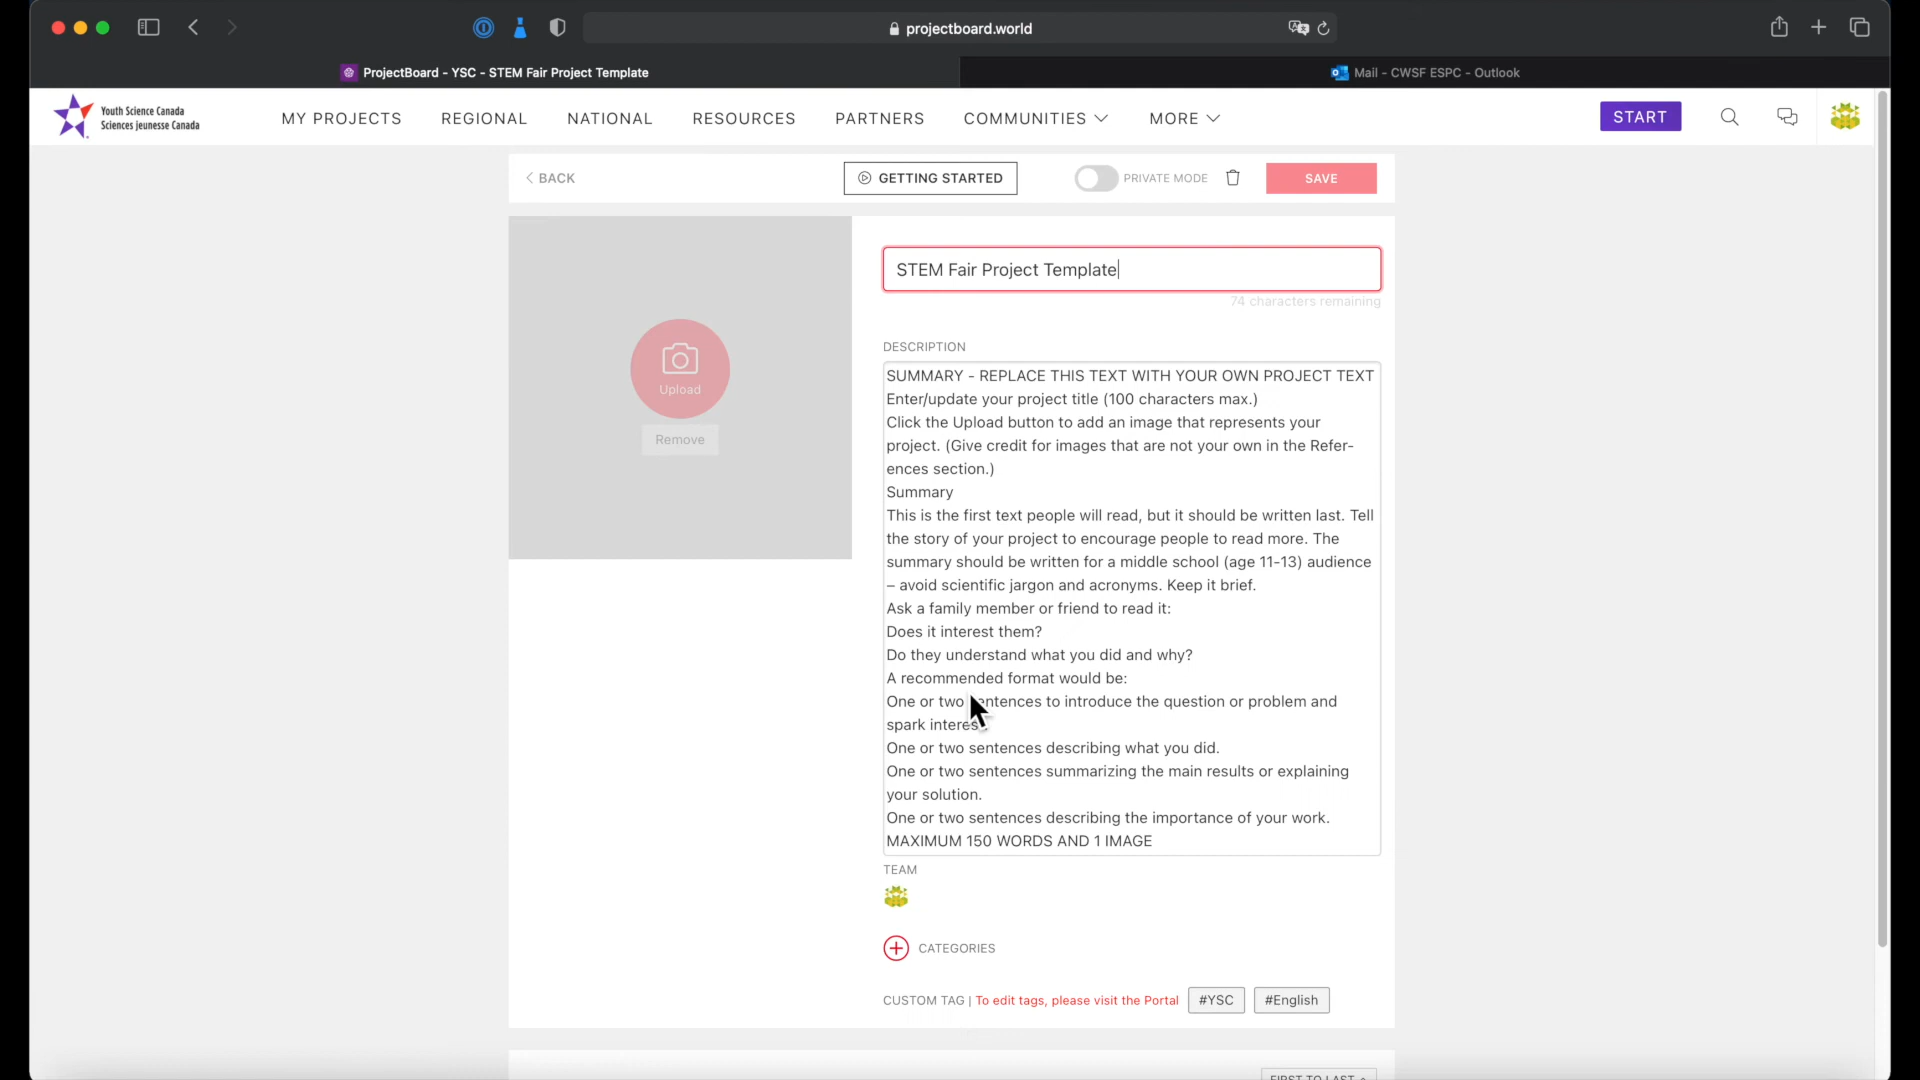 projectboard.world
ProjectBoard - YSC - STEM Fair Project Template
Mail - CWSF ESPC - Outlook
Youth Science Canada
Sciences jeunesse Canada
MY PROJECTS
REGIONAL
NATIONAL
RESOURCES
PARTNERS
COMMUNITIES
MORE
START
BACK
GETTING STARTED
PRIVATE MODE
SAVE
Upload
Remove
STEM Fair Project Template
74 characters remaining
DESCRIPTION
SUMMARY - REPLACE THIS TEXT WITH YOUR OWN PROJECT TEXT
Enter/update your project title (100 characters max.)
Click the Upload button to add an image that represents your
project. (Give credit for images that are not your own in the Refer-
ences section.)
Summary
This is the first text people will read, but it should be written last. Tell
the story of your project to encourage people to read more. The
summary should be written for a middle school (age 11-13) audience
– avoid scientific jargon and acronyms. Keep it brief.
Ask a family member or friend to read it:
Does it interest them?
Do they understand what you did and why?
A recommended format would be:
One or two sentences to introduce the question or problem and
spark interest
One or two sentences describing what you did.
One or two sentences summarizing the main results or explaining
your solution.
One or two sentences describing the importance of your work.
MAXIMUM 150 WORDS AND 1 IMAGE
TEAM
CATEGORIES
CUSTOM TAG | To edit tags, please visit the Portal
#YSC
#English
FIRST TO LAST